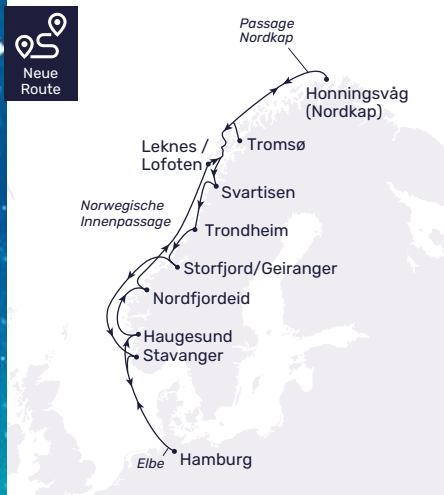 Neue
Route
Passage
Nordkap
Honningsvåg
(Nordkap)
Tromsø
Leknes /
Lofoten
Svartisen
Norwegische
Innenpassage
Trondheim
Storfjord/Geiranger
Nordfjordeid
Haugesund
Stavanger
Elbe
Hamburg